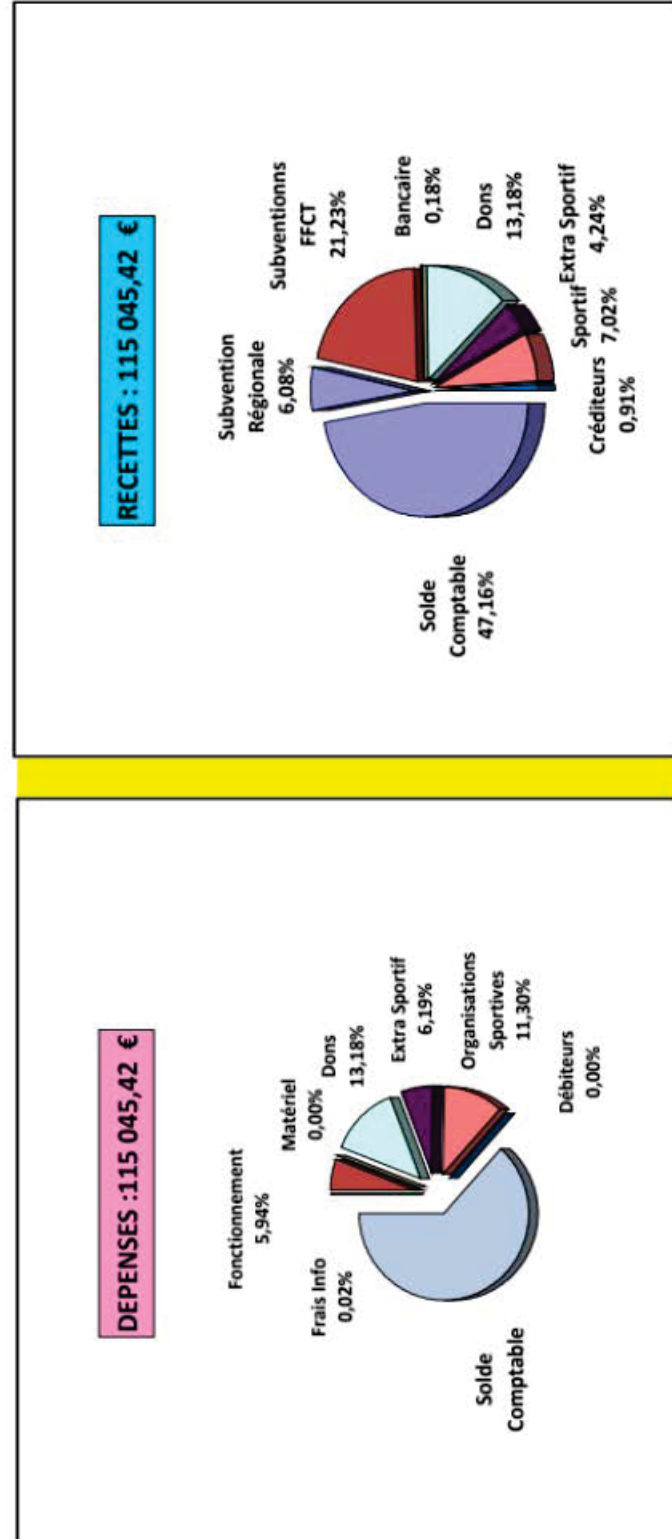 DEPENSES :115 045,42 €
Fonctionnement
5,94%
Matériel
0,00%
Dons
13,18%
Frais Info
0,02%
Extra Sportif
6,19%
Organisations
Sportives
11,30%
Solde
Comptable
Débiteurs
0,00%
RECETTES : 115 045,42 €
Subvention
Régionale
6,08%
Subventionns
FFCT
21,23%
Bancaire
0,18%
Dons
13,18%
Extra Sportif
4,24%
Sportif
7,02%
Créditeurs
0,91%
Solde
Comptable
47,16%